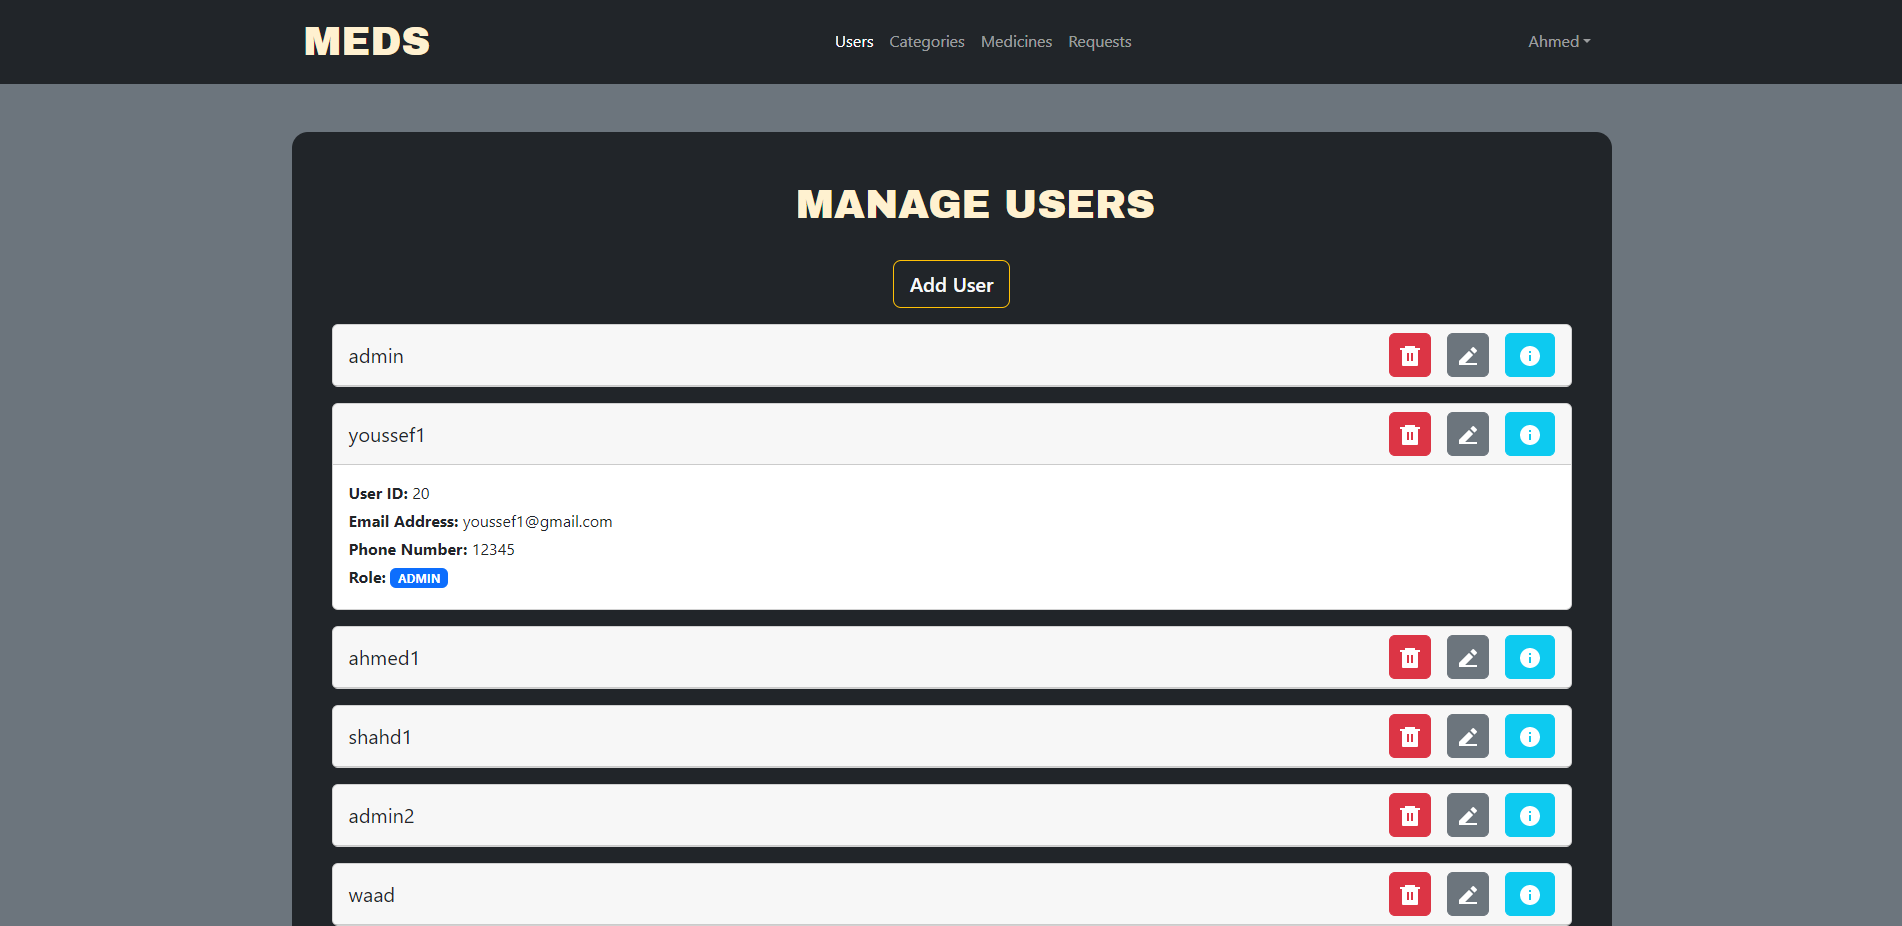 MEDS
Users Categories Medicines Requests
Ahmed
MANAGE USERS
Add User
admin
youssef1
User ID: 20
Email Address: youssef1@gmail.com
Phone Number: 12345
Role: ADMIN
ahmed1
shahd1
admin2
waad